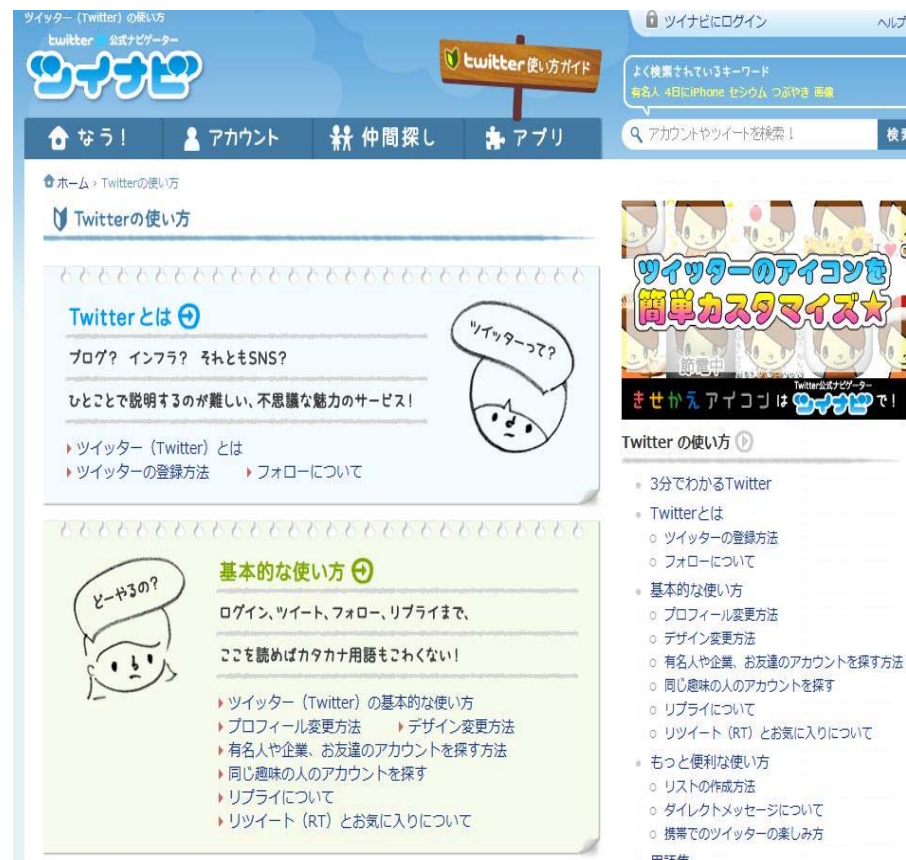 ツイッター (Twitter) の使い方
twitter 公式ナビゲーター
ツイナビ
twitter 使い方ガイド
ツイナビにログイン
ヘルプ
よく検索されているキーワード
有名人 4日にiPhone セシウム つぶやき 画像
なう!
アカウント
仲間探し
アプリ
アカウントやツイートを検索!
ホーム › Twitterの使い方
Twitterの使い方
Twitterとは
ブログ? インフラ? それともSNS?
ひとことで説明するのが難しい、不思議な魅力のサービス!
ツイッター (Twitter) とは
ツイッターの登録方法 フォローについて
ツイッターって?
どーやるの?
基本的な使い方
ログイン、ツイート、フォロー、リプライまで、
ここを読めばカタカナ用語もこわくない!
ツイッター (Twitter) の基本的な使い方
プロフィール変更方法 デザイン変更方法
有名人や企業、お友達のアカウントを探す方法
同じ趣味の人のアカウントを探す
リプライについて
リツイート (RT) とお気に入りについて
ツイッターのアイコンを
簡単カスタマイズ☆
節電中
Twitter公式ナビゲーター
きせかえアイコンは ツイナビ で!
Twitter の使い方
3分でわかるTwitter
Twitterとは
ツイッターの登録方法
フォローについて
基本的な使い方
プロフィール変更方法
デザイン変更方法
有名人や企業、お友達のアカウントを探す方法
同じ趣味の人のアカウントを探す
リプライについて
リツイート (RT) とお気に入りについて
もっと便利な使い方
リストの作成方法
ダイレクトメッセージについて
携帯でのツイッターの楽しみ方